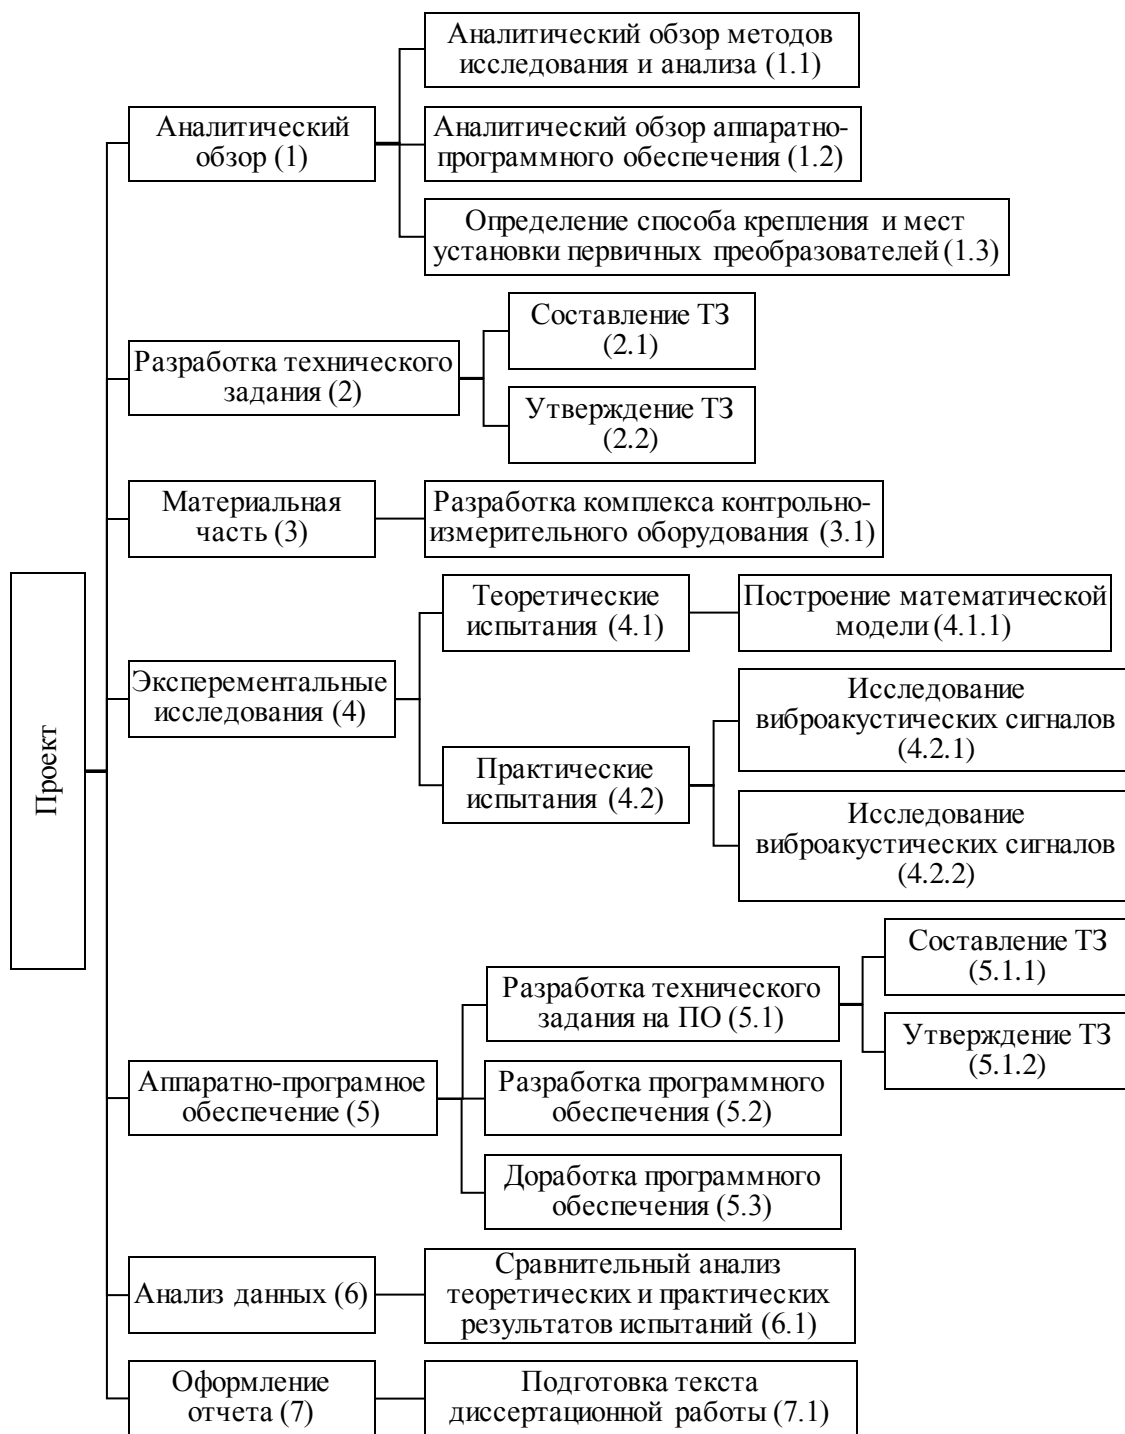 Проект
Аналитический
обзор (1)
Аналитический обзор методов
исследования и анализа (1.1)
Аналитический обзор аппаратно-
программного обеспечения (1.2)
Определение способа крепления и мест
установки первичных преобразователей (1.3)
Разработка технического
задания (2)
Составление ТЗ
(2.1)
Утверждение ТЗ
(2.2)
Материальная
часть (3)
Разработка комплекса контрольно-
измерительного оборудования (3.1)
Эксперементальные
исследования (4)
Теоретические
испытания (4.1)
Построение математической
модели (4.1.1)
Практические
испытания (4.2)
Исследование
виброакустических сигналов
(4.2.1)
Исследование
виброакустических сигналов
(4.2.2)
Аппаратно-програмное
обеспечение (5)
Разработка технического
задания на ПО (5.1)
Составление ТЗ
(5.1.1)
Утверждение ТЗ
(5.1.2)
Разработка программного
обеспечения (5.2)
Доработка программного
обеспечения (5.3)
Анализ данных (6)
Сравнительный анализ
теоретических и практических
результатов испытаний (6.1)
Оформление
отчета (7)
Подготовка текста
диссертационной работы (7.1)